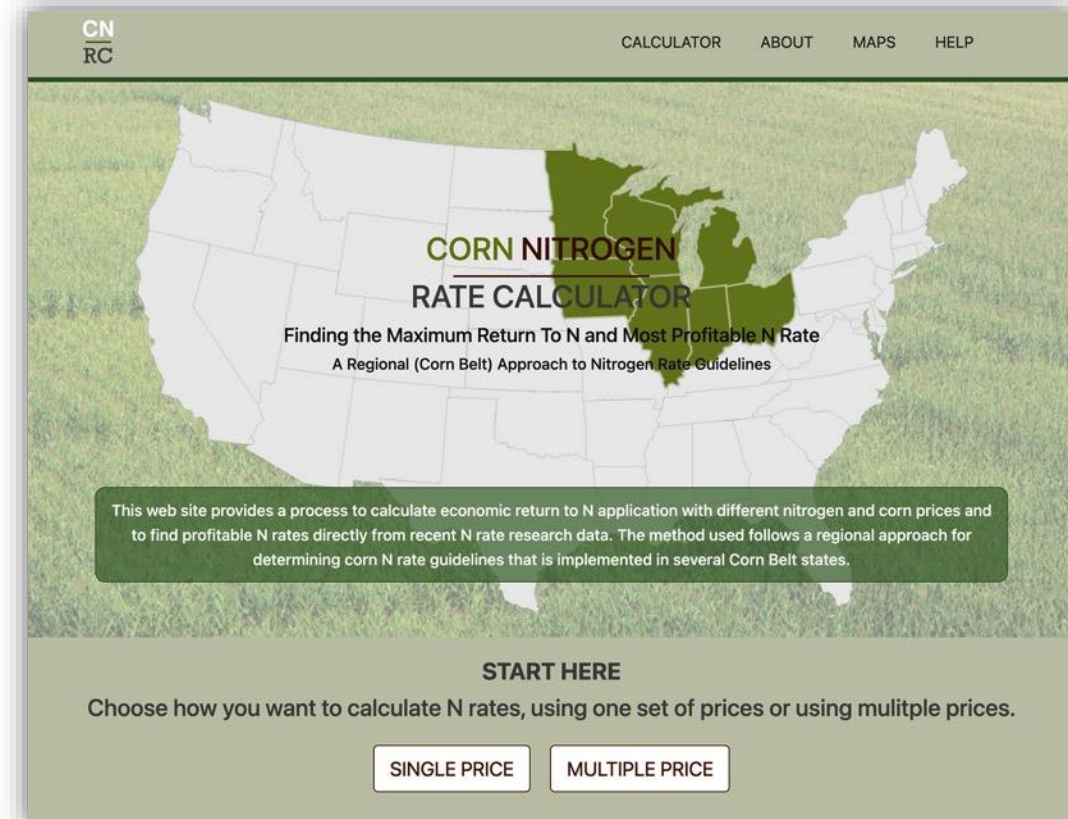 CN
RC
CALCULATOR ABOUT MAPS HELP
CORN NITROGEN
RATE CALCULATOR
Finding the Maximum Return To N and Most Profitable N Rate
A Regional (Corn Belt) Approach to Nitrogen Rate Guidelines
This web site provides a process to calculate economic return to N application with different nitrogen and corn prices and
to find profitable N rates directly from recent N rate research data. The method used follows a regional approach for
determining corn N rate guidelines that is implemented in several Corn Belt states.
START HERE
Choose how you want to calculate N rates, using one set of prices or using mulitple prices.
SINGLE PRICE MULTIPLE PRICE